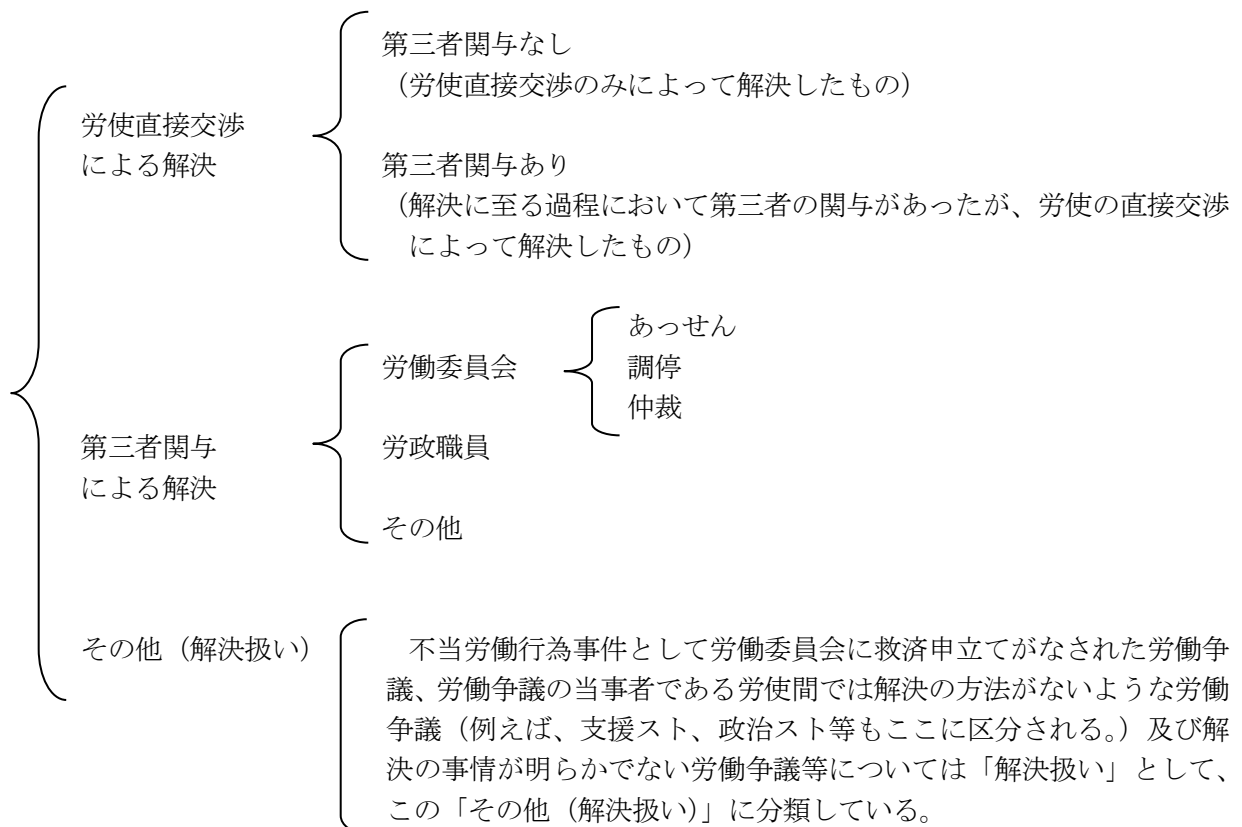 第三者関与なし
（労使直接交渉のみによって解決したもの）
労使直接交渉
による解決
第三者関与あり
（解決に至る過程において第三者の関与があったが、労使の直接交渉
によって解決したもの）
あっせん
労働委員会
調停
仲裁
第三者関与
による解決
労政職員
その他
その他（解決扱い）
不当労働行為事件として労働委員会に救済申立てがなされた労働争
議、労働争議の当事者である労使間では解決の方法がないような労働
争議（例えば、支援スト、政治スト等もここに区分される。）及び解
決の事情が明らかでない労働争議等については「解決扱い」として、
この「その他（解決扱い）」に分類している。